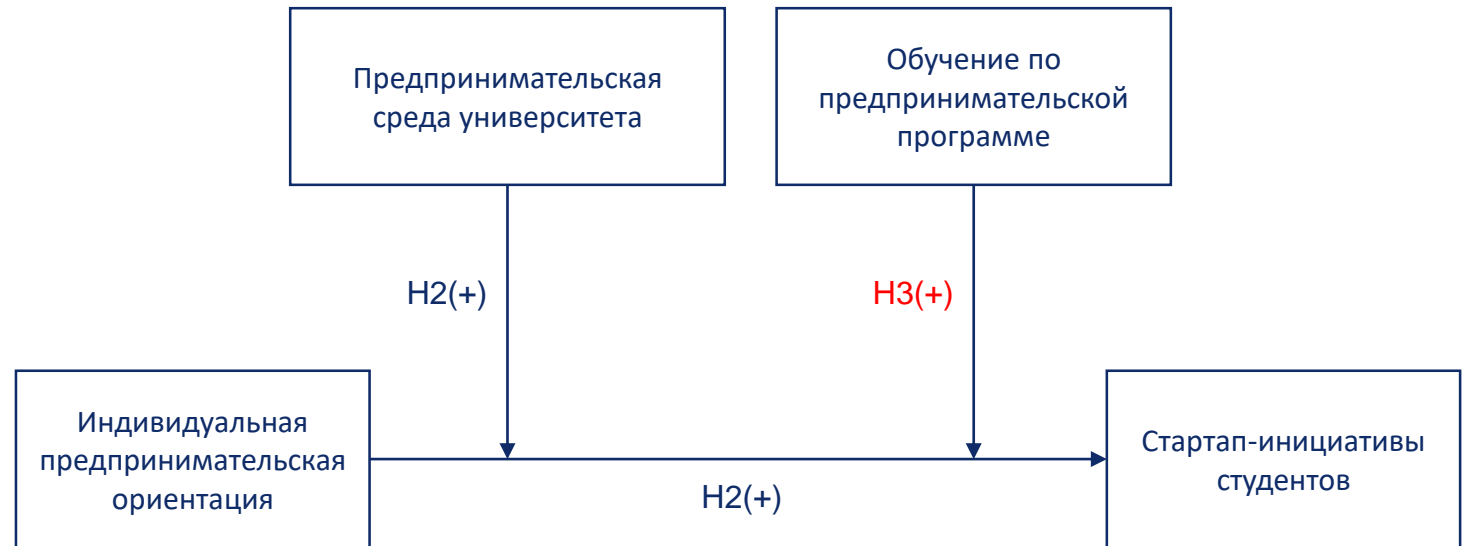 Предпринимательская
среда университета
Обучение по
предпринимательской
программе
H2(+)
H3(+)
Индивидуальная
предпринимательская
ориентация
H2(+)
Стартап-инициативы
студентов